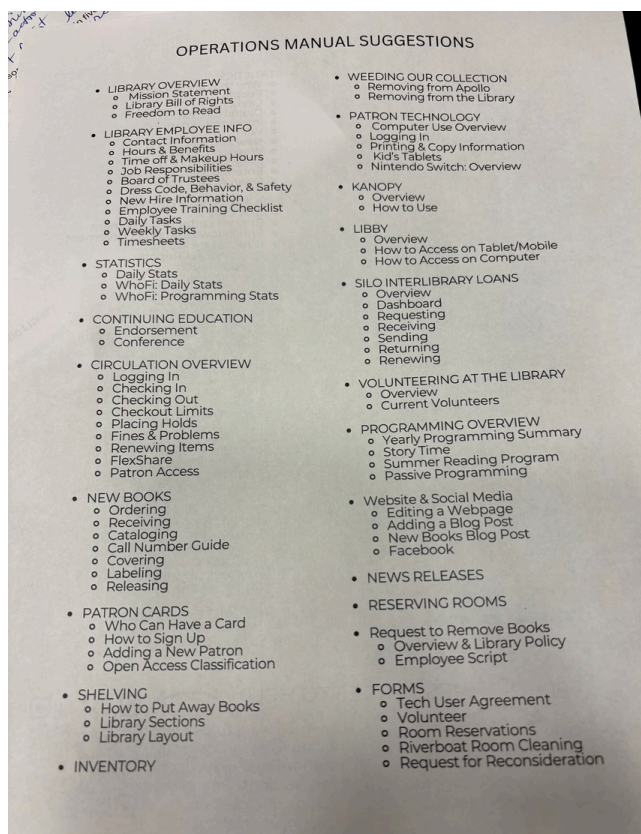 OPERATIONS MANUAL SUGGESTIONS
• LIBRARY OVERVIEW
o Mission Statement
o Library Bill of Rights
o Freedom to Read
• LIBRARY EMPLOYEE INFO
o Contact Information
o Hours & Benefits
o Time off & Makeup Hours
o Job Responsibilities
o Board of Trustees
o Dress Code, Behavior, & Safety
o New Hire Information
o Employee Training Checklist
o Daily Tasks
o Weekly Tasks
o Timesheets
• STATISTICS
o Daily Stats
o WhoFi: Daily Stats
o WhoFi: Programming Stats
• CONTINUING EDUCATION
o Endorsement
o Conference
• CIRCULATION OVERVIEW
o Logging In
o Checking In
o Checking Out
o Checkout Limits
o Placing Holds
o Fines & Problems
o Renewing Items
o FlexShare
o Patron Access
• NEW BOOKS
o Ordering
o Receiving
o Cataloging
o Call Number Guide
o Covering
o Labeling
o Releasing
• PATRON CARDS
o Who Can Have a Card
o How to Sign Up
o Adding a New Patron
o Open Access Classification
• SHELVING
o How to Put Away Books
o Library Sections
o Library Layout
• INVENTORY
• WEEDING OUR COLLECTION
o Removing from Apollo
o Removing from the Library
• PATRON TECHNOLOGY
o Computer Use Overview
o Logging In
o Printing & Copy Information
o Kid's Tablets
o Nintendo Switch: Overview
• KANOPY
o Overview
o How to Use
• LIBBY
o Overview
o How to Access on Tablet/Mobile
o How to Access on Computer
• SILO INTERLIBRARY LOANS
o Overview
o Dashboard
o Requesting
o Receiving
o Sending
o Returning
o Renewing
• VOLUNTEERING AT THE LIBRARY
o Overview
o Current Volunteers
• PROGRAMMING OVERVIEW
o Yearly Programming Summary
o Story Time
o Summer Reading Program
o Passive Programming
• Website & Social Media
o Editing a Webpage
o Adding a Blog Post
o New Books Blog Post
o Facebook
• NEWS RELEASES
• RESERVING ROOMS
• Request to Remove Books
o Overview & Library Policy
o Employee Script
• FORMS
o Tech User Agreement
o Volunteer
o Room Reservations
o Riverboat Room Cleaning
o Request for Reconsideration